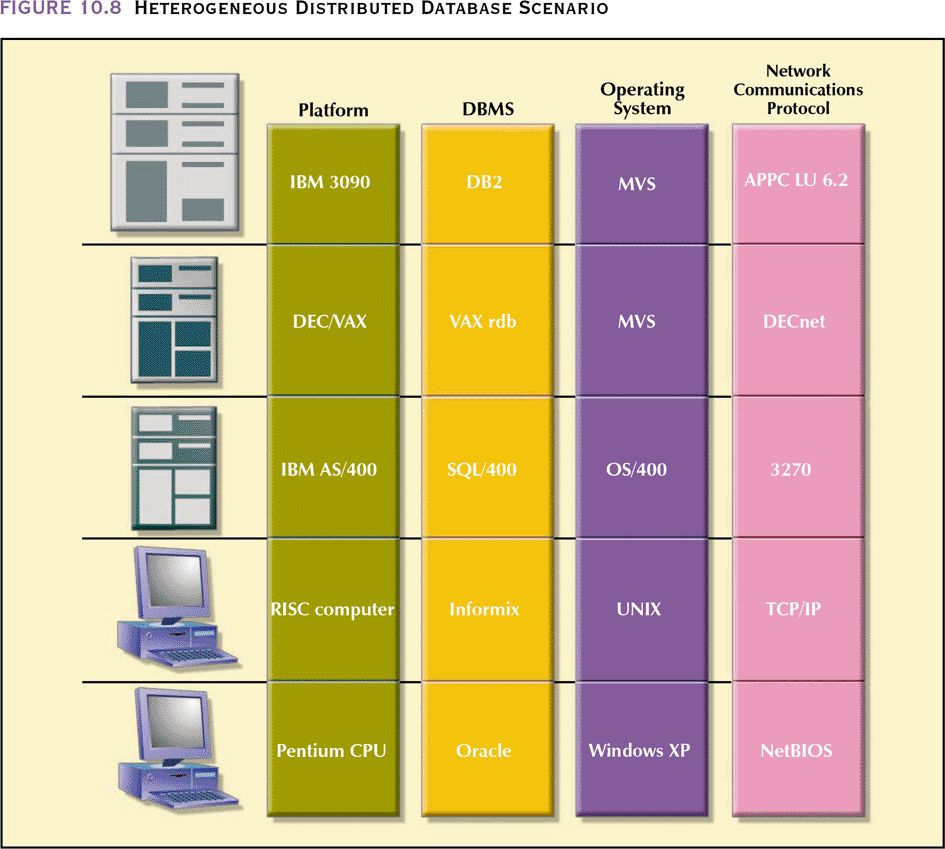 FIGURE 10.8 HETEROGENEOUS DISTRIBUTED DATABASE SCENARIO
Platform
DBMS
Operating
System
Network
Communications
Protocol
IBM 3090
DB2
MVS
APPC LU 6.2
DEC/VAX
VAX rdb
MVS
DECnet
IBM AS/400
SQL/400
OS/400
3270
RISC computer
Informix
UNIX
TCP/IP
Pentium CPU
Oracle
Windows XP
NetBIOS